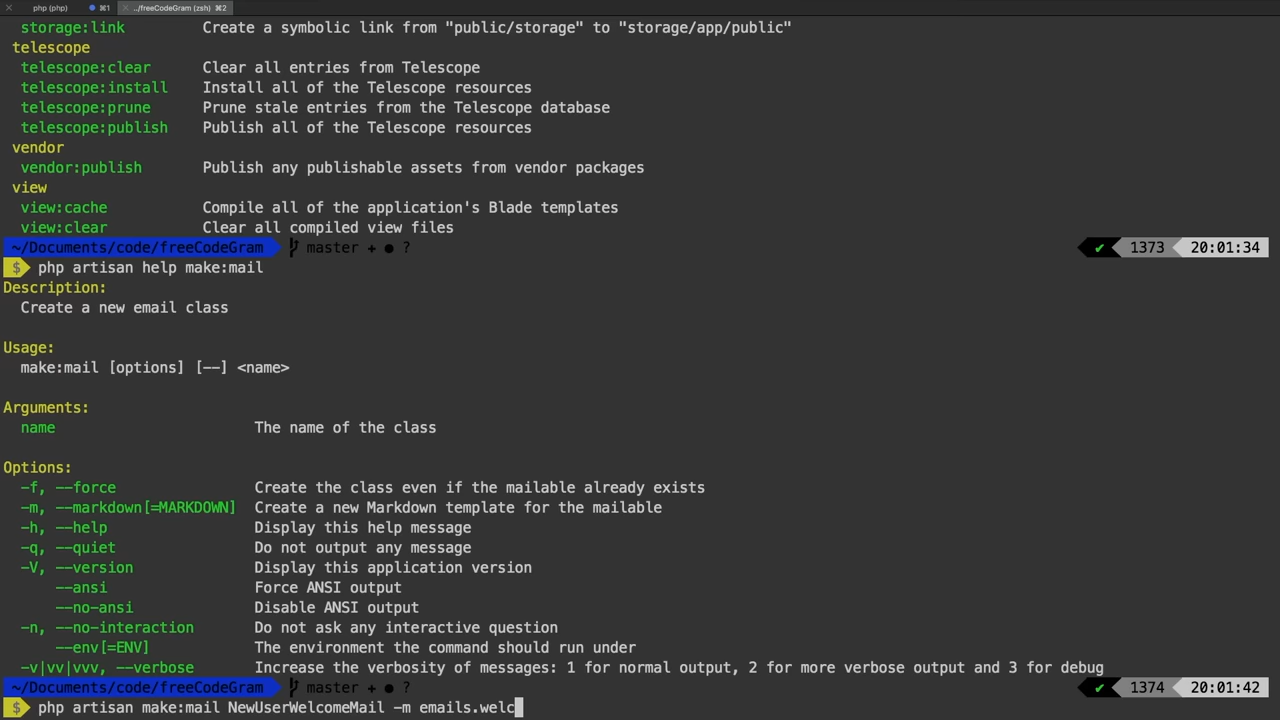 php (php) ⌘1 ../freeCodeGram (zsh) ⌘2
storage:link Create a symbolic link from "public/storage" to "storage/app/public"
telescope
telescope:clear Clear all entries from Telescope
telescope:install Install all of the Telescope resources
telescope:prune Prune stale entries from the Telescope database
telescope:publish Publish all of the Telescope resources
vendor
vendor:publish Publish any publishable assets from vendor packages
view
view:cache Compile all of the application's Blade templates
view:clear Clear all compiled view files
~/Documents/code/freeCodeGram master + ● ? ✔ 1373 20:01:34
$ php artisan help make:mail
Description:
Create a new email class
Usage:
make:mail [options] [--] <name>
Arguments:
name The name of the class
Options:
-f, --force Create the class even if the mailable already exists
-m, --markdown[=MARKDOWN] Create a new Markdown template for the mailable
-h, --help Display this help message
-q, --quiet Do not output any message
-V, --version Display this application version
--ansi Force ANSI output
--no-ansi Disable ANSI output
-n, --no-interaction Do not ask any interactive question
--env[=ENV] The environment the command should run under
-v|vv|vvv, --verbose Increase the verbosity of messages: 1 for normal output, 2 for more verbose output and 3 for debug
~/Documents/code/freeCodeGram master + ● ? ✔ 1374 20:01:42
$ php artisan make:mail NewUserWelcomeMail -m emails.welc